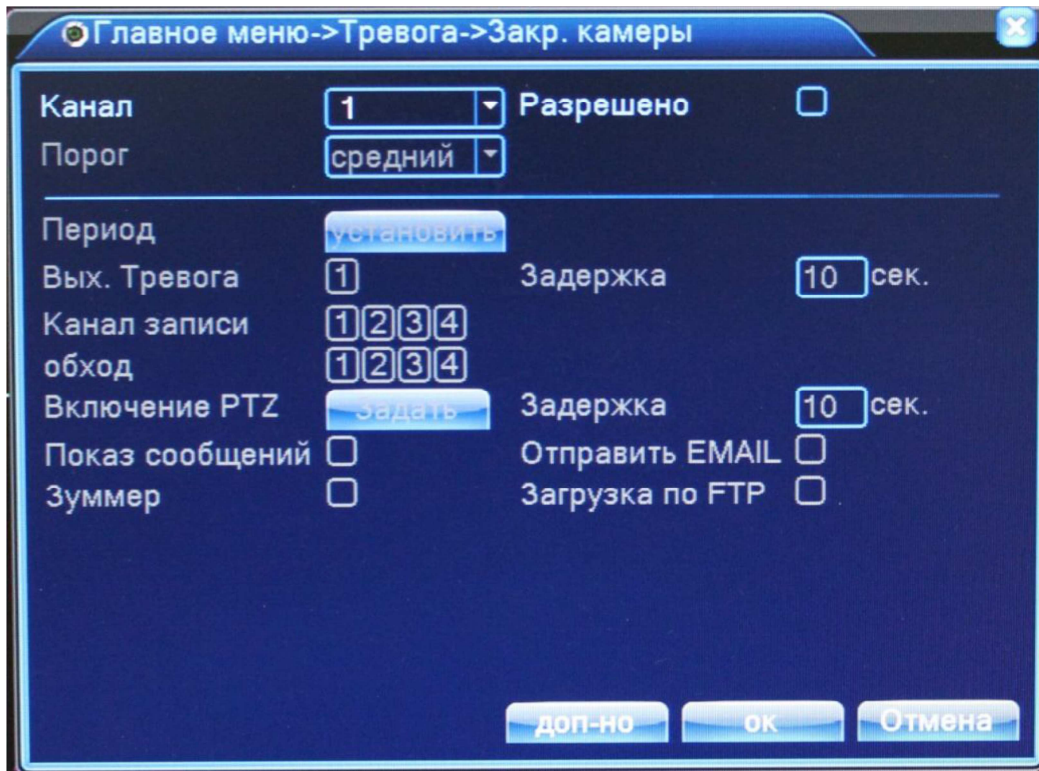 Главное меню->Тревога->Закр. камеры
Канал 1 Разрешено
Порог средний
Период установить
Вых. Тревога 1 Задержка 10 сек.
Канал записи 1 2 3 4
обход 1 2 3 4
Включение PTZ Задать Задержка 10 сек.
Показ сообщений Отправить EMAIL
Зуммер Загрузка по FTP
доп-но ок Отмена